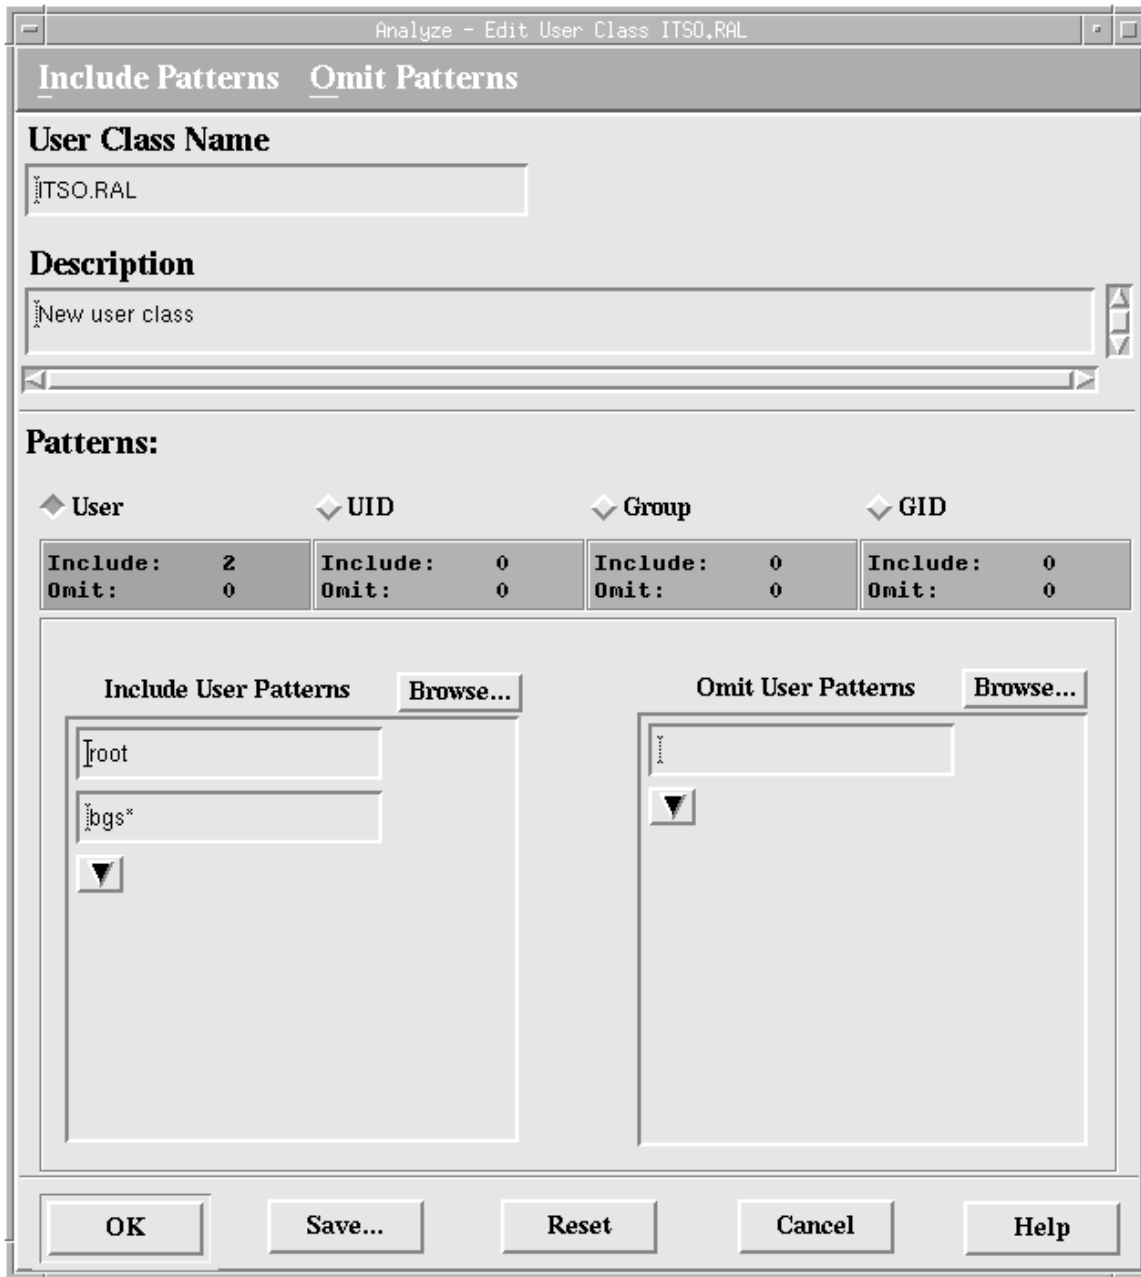 Analyze - Edit User Class ITSO.RAL
Include Patterns Omit Patterns
User Class Name
ITSO.RAL
Description
New user class
Patterns:
User UID Group GID
Include: 2 Include: 0 Include: 0 Include: 0
Omit: 0 Omit: 0 Omit: 0 Omit: 0
Include User Patterns Browse... Omit User Patterns Browse...
root
bgs*
OK Save... Reset Cancel Help